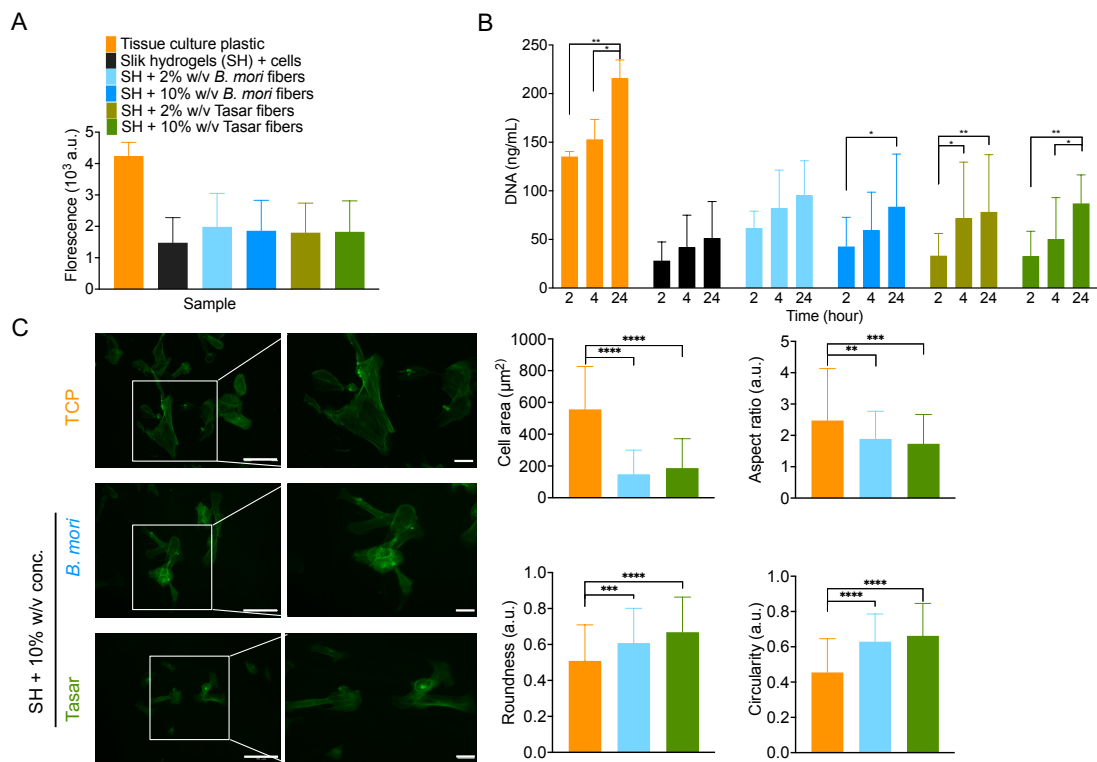 A
Tissue culture plastic
Slik hydrogels (SH) + cells
SH + 2% w/v B. mori fibers
SH + 10% w/v B. mori fibers
SH + 2% w/v Tasar fibers
SH + 10% w/v Tasar fibers
Florescence (10³ a.u.)
5
4
3
2
1
0
Sample
B
DNA (ng/mL)
250
200
150
100
50
0
** *
*
* **
** *
2 4 24 2 4 24 2 4 24 2 4 24 2 4 24 2 4 24
Time (hour)
C
TCP
SH + 10% w/v conc.
B. mori
Tasar
Cell area (µm²)
1000
800
600
400
200
0
****
****
Aspect ratio (a.u.)
5
4
3
2
1
0
***
**
Roundness (a.u.)
1.0
0.8
0.6
0.4
0.2
0.0
****
***
Circularity (a.u.)
1.0
0.8
0.6
0.4
0.2
0.0
****
****